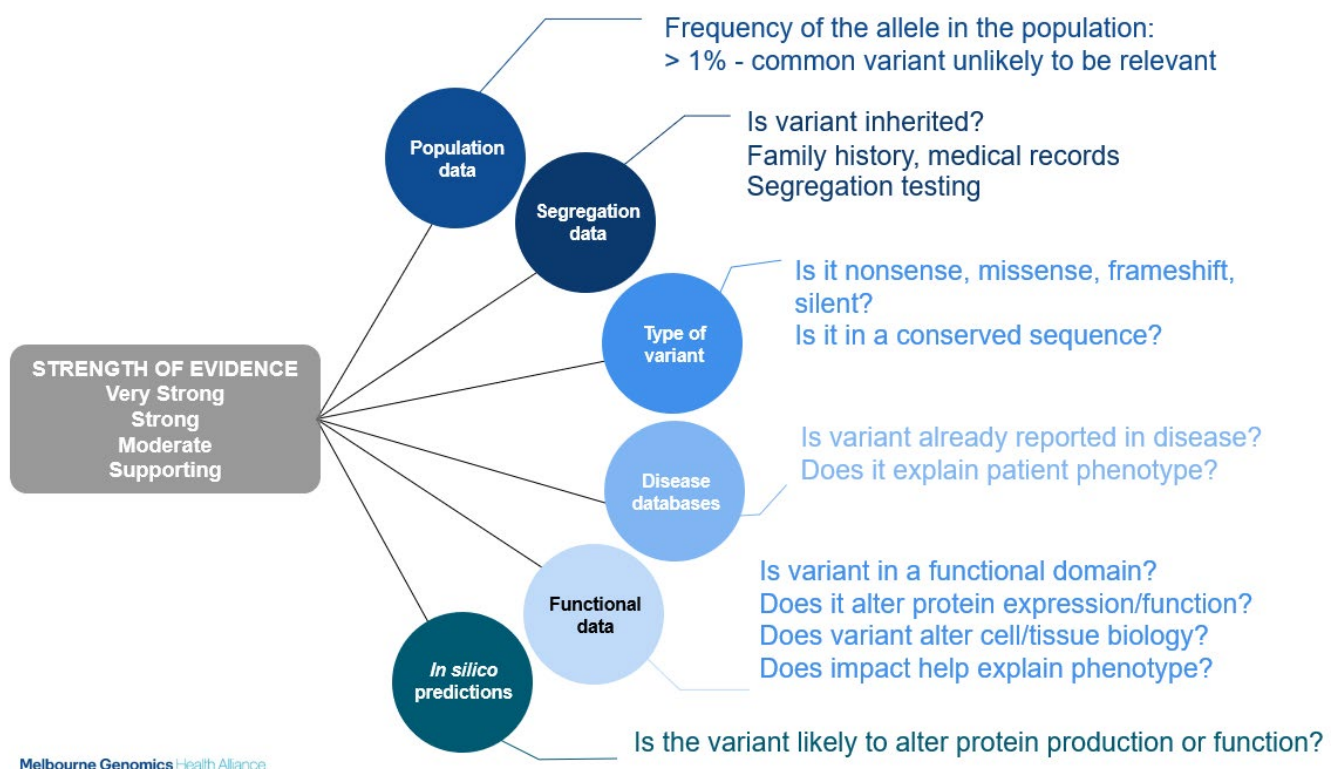 Frequency of the allele in the population:
> 1% - common variant unlikely to be relevant
Population
data
Is variant inherited?
Family history, medical records
Segregation testing
Segregation
data
Is it nonsense, missense, frameshift,
silent?
Is it in a conserved sequence?
Type of
variant
STRENGTH OF EVIDENCE
Very Strong
Strong
Moderate
Supporting
Is variant already reported in disease?
Does it explain patient phenotype?
Disease
databases
Is variant in a functional domain?
Does it alter protein expression/function?
Does variant alter cell/tissue biology?
Does impact help explain phenotype?
Functional
data
In silico
predictions
Is the variant likely to alter protein production or function?
Melbourne Genomics Health Alliance